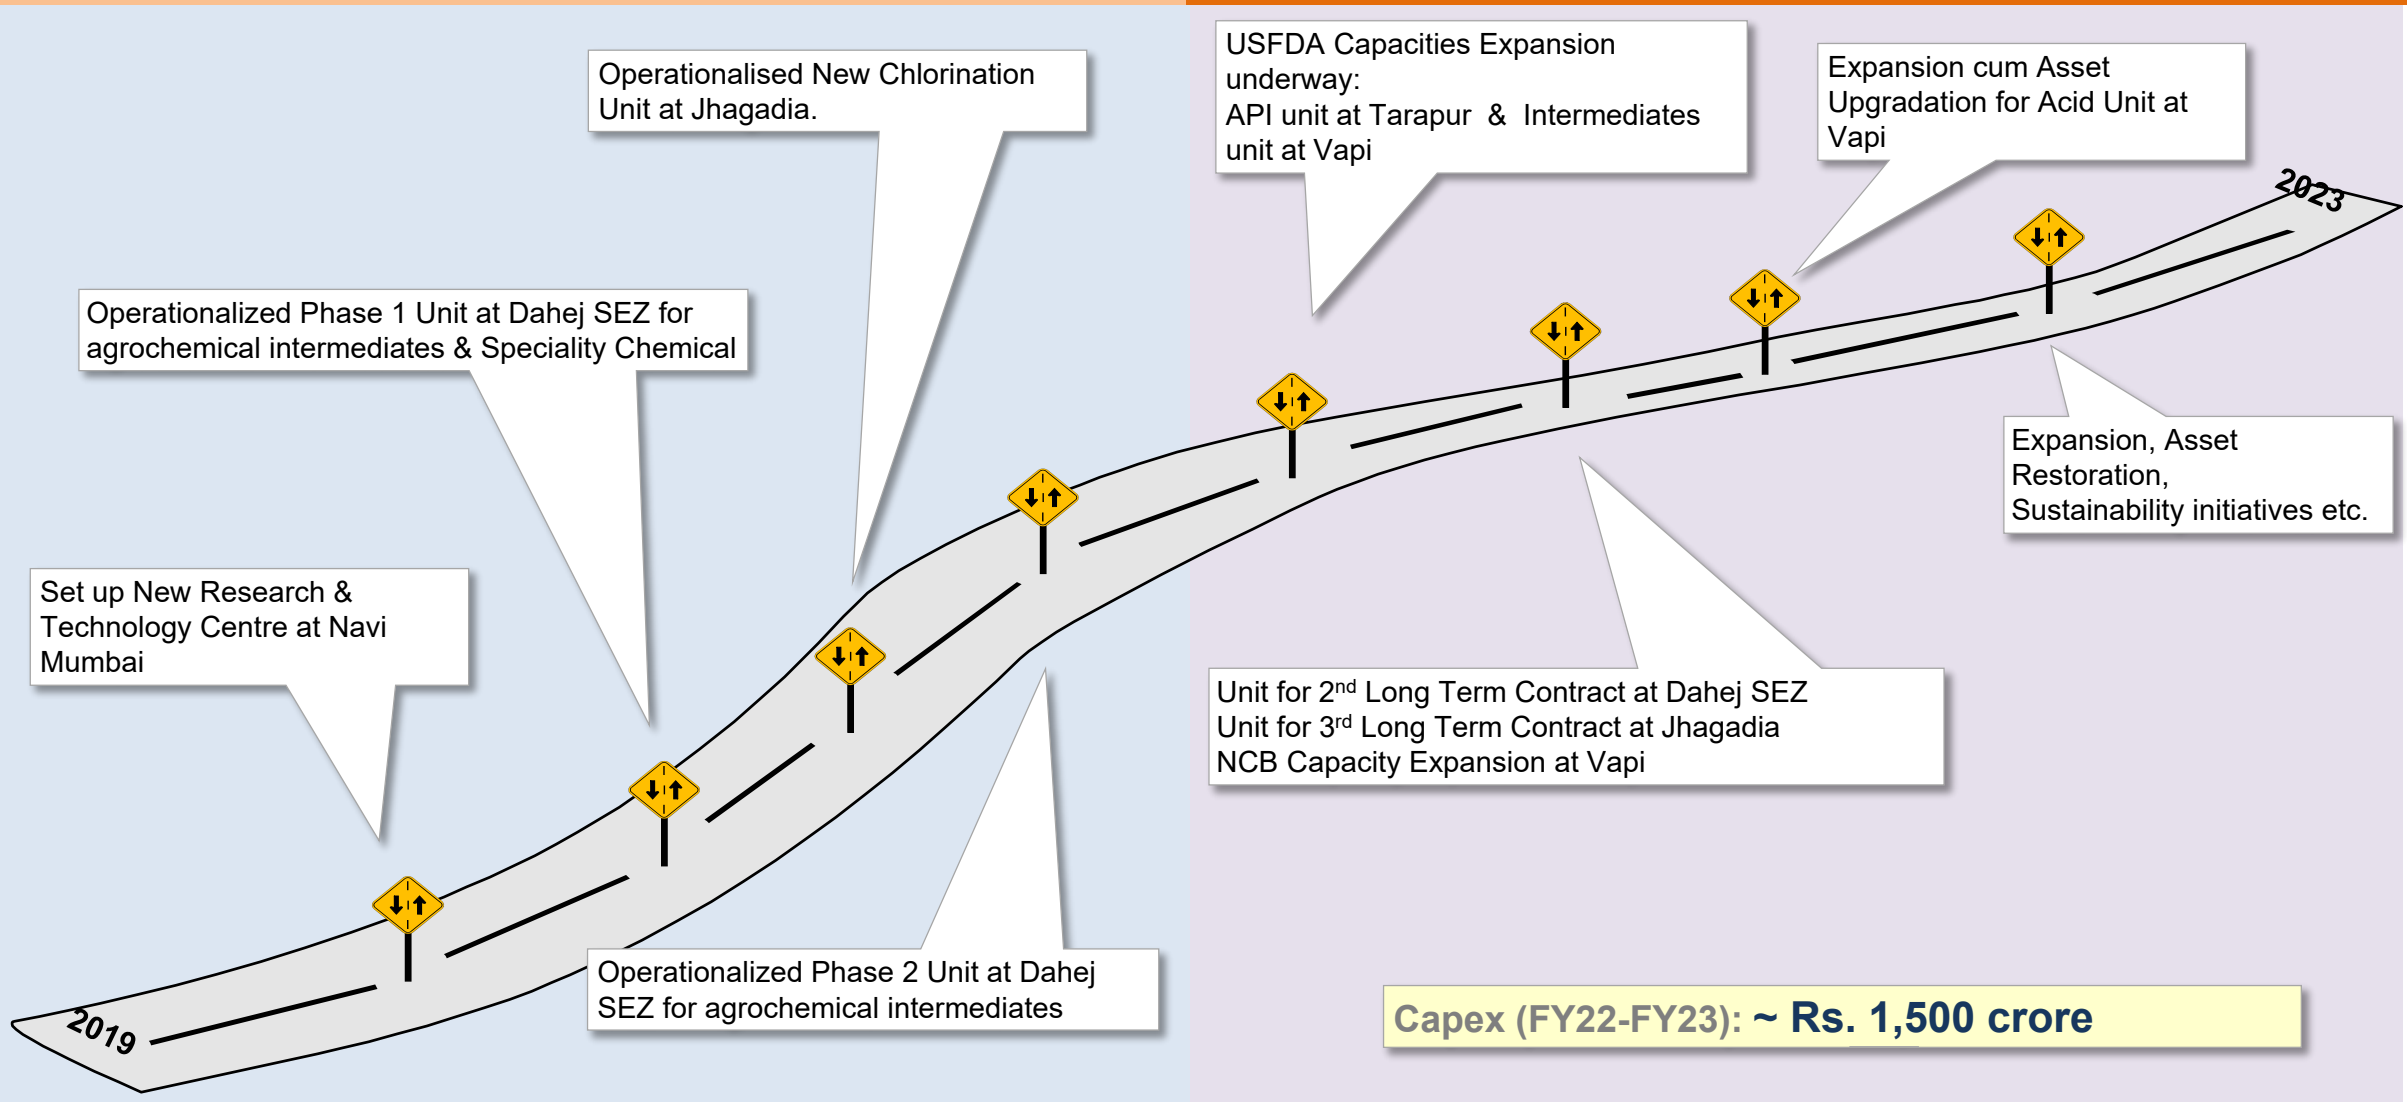 Operationalised New Chlorination
Unit at Jhagadia.
Operationalized Phase 1 Unit at Dahej SEZ for
agrochemical intermediates & Speciality Chemical
Set up New Research &
Technology Centre at Navi
Mumbai
2019
Operationalized Phase 2 Unit at Dahej
SEZ for agrochemical intermediates
USFDA Capacities Expansion
underway:
API unit at Tarapur & Intermediates
unit at Vapi
Expansion cum Asset
Upgradation for Acid Unit at
Vapi
2023
Expansion, Asset
Restoration,
Sustainability initiatives etc.
Unit for 2nd Long Term Contract at Dahej SEZ
Unit for 3rd Long Term Contract at Jhagadia
NCB Capacity Expansion at Vapi
Capex (FY22-FY23): ~ Rs. 1,500 crore